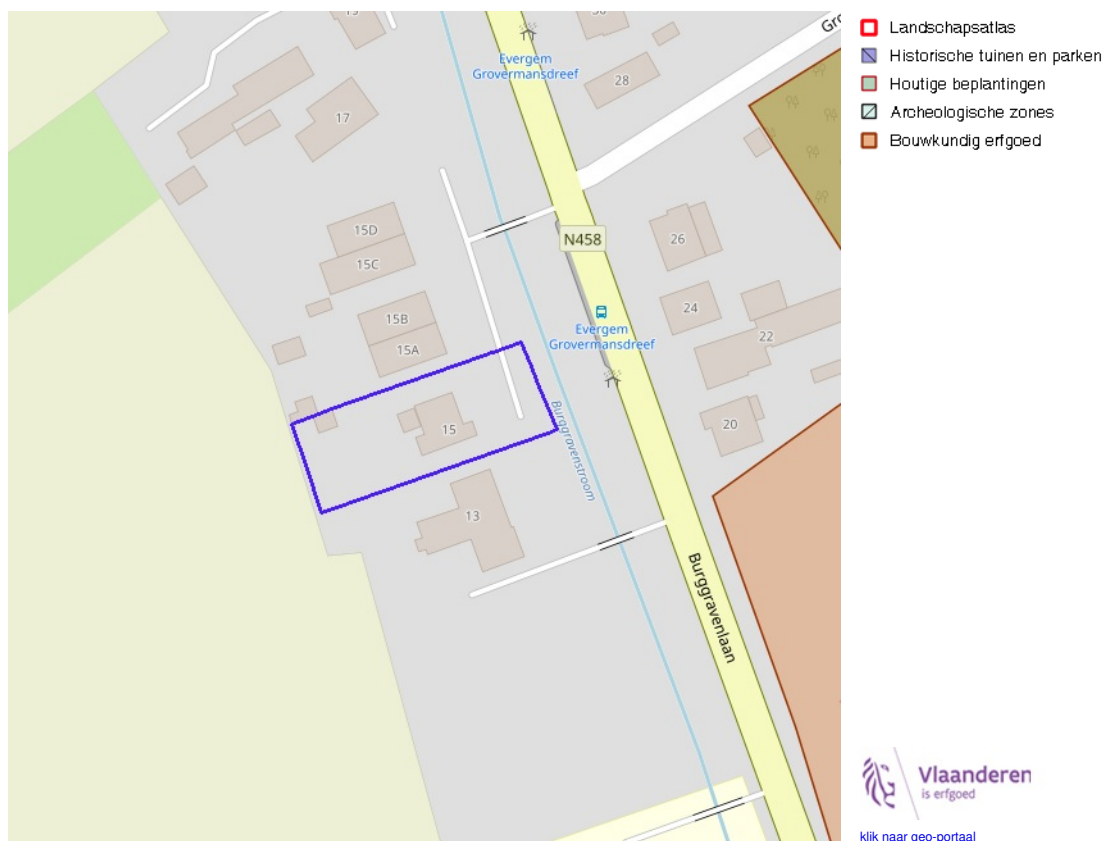 Evergem
Grovermansdreef
28
17
15D
15C
15B
15A
15
13
N458
26
24
22
20
Evergem
Grovermansdreef
Burggravenstroom
Burggravenlaan
Landschapsatlas
Historische tuinen en parken
Houtige beplantingen
Archeologische zones
Bouwkundig erfgoed
Vlaanderen
is erfgoed
klik naar geo-portaal